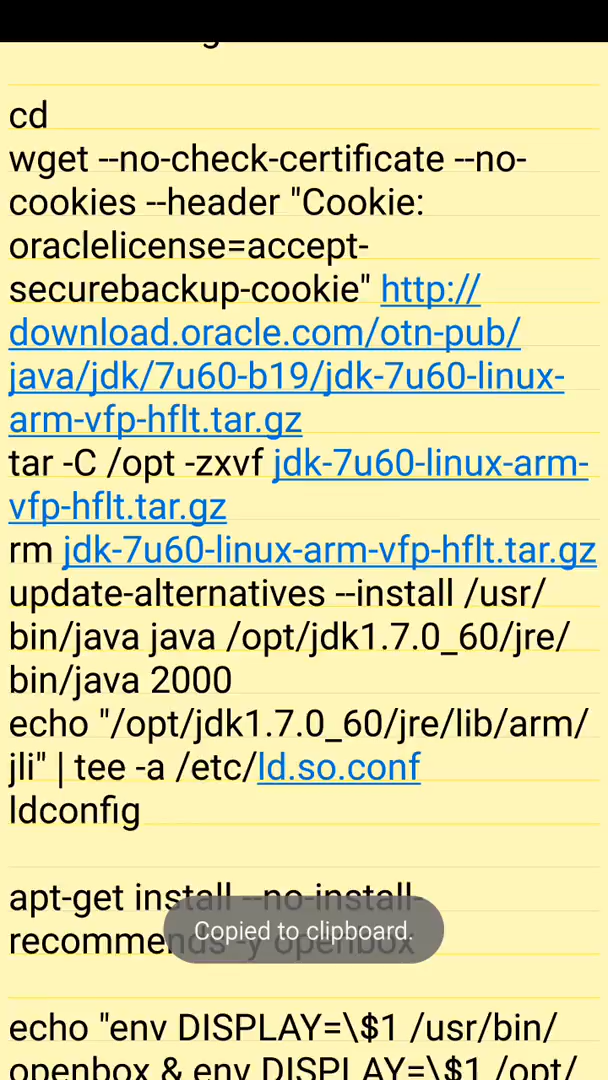 cd
wget --no-check-certificate --no-
cookies --header "Cookie:
oraclelicense=accept-
securebackup-cookie" http://
download.oracle.com/otn-pub/
java/jdk/7u60-b19/jdk-7u60-linux-
arm-vfp-hflt.tar.gz
tar -C /opt -zxvf jdk-7u60-linux-arm-
vfp-hflt.tar.gz
rm jdk-7u60-linux-arm-vfp-hflt.tar.gz
update-alternatives --install /usr/
bin/java java /opt/jdk1.7.0_60/jre/
bin/java 2000
echo "/opt/jdk1.7.0_60/jre/lib/arm/
jli" | tee -a /etc/ld.so.conf
ldconfig
apt-get install --no-install-
recommends -y openbox
Copied to clipboard.
echo "env DISPLAY=\$1 /usr/bin/
openbox & env DISPLAY=\$1 /opt/